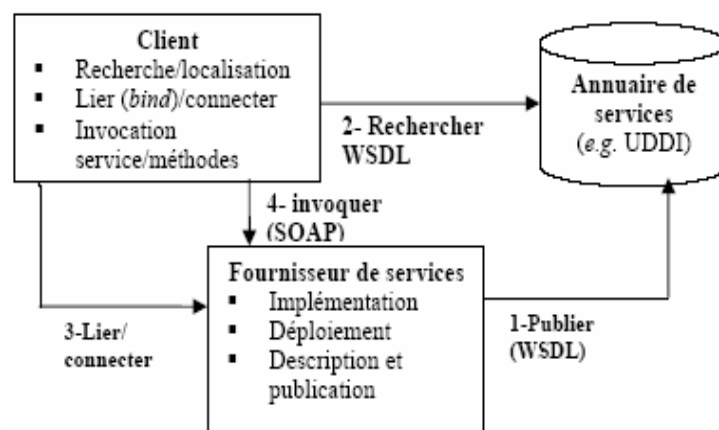 Client
▪ Recherche/localisation
▪ Lier (bind)/connecter
▪ Invocation
service/méthodes
Annuaire de
services
(e.g. UDDI)
2- Rechercher
WSDL
4- invoquer
(SOAP)
Fournisseur de services
▪ Implémentation
▪ Déploiement
▪ Description et
publication
3-Lier/
connecter
1-Publier
(WSDL)